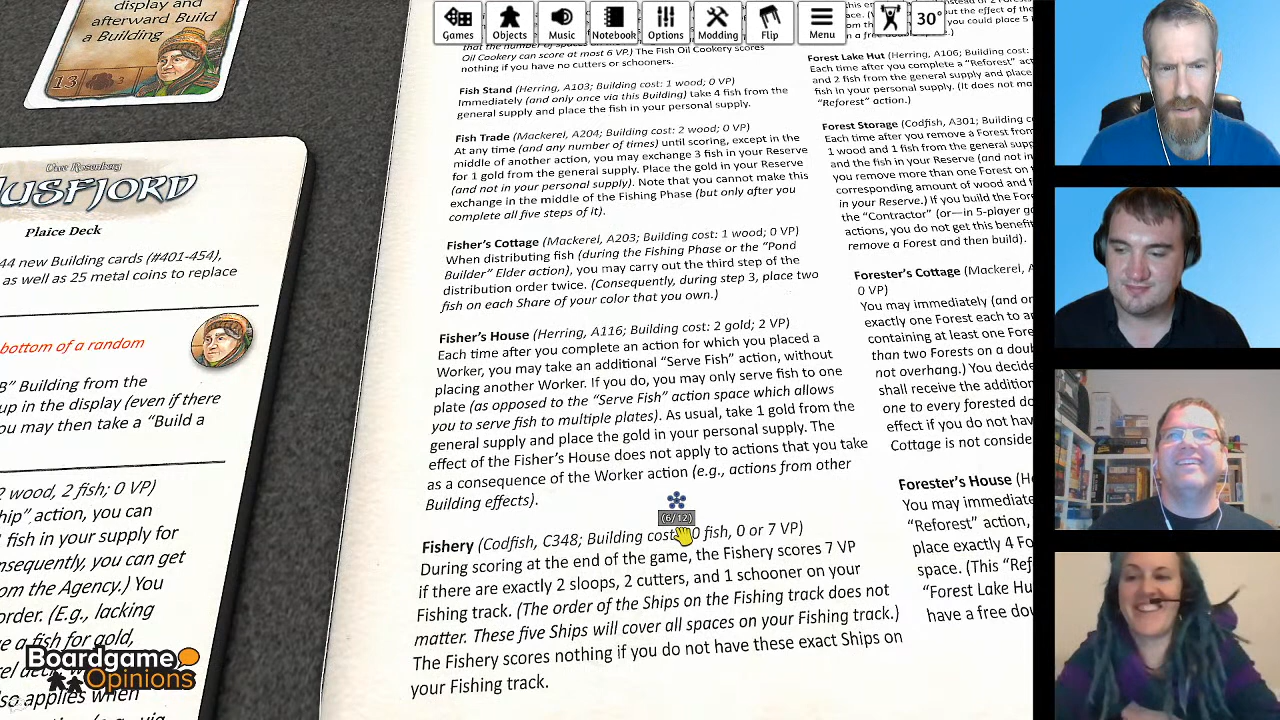 display and
afterward Build
a Building
13
3
Uwe Rosenberg
NUSFJORD
Plaice Deck
44 new Building cards (#401-454),
as well as 25 metal coins to replace
bottom of a random
B" Building from the
up in the display (even if there
ou may then take a "Build a
2 wood, 2 fish; 0 VP)
hip" action, you can
fish in your supply for
nsequently, you can get
om the Agency.) You
order. (E.g., lacking
e a fish for gold,
so applies when
Boardgame
Opinions
Games
Objects
Music
Notebook
Options
Modding
Flip
Menu
30°
Oil Cookery can score at most 6 VP.) The Fish Oil Cookery scores
nothing if you have no cutters or schooners.
Fish Stand (Herring, A103; Building cost: 1 wood; 0 VP)
Immediately (and only once via this Building) take 4 fish from the
general supply and place the fish in your personal supply.
Fish Trade (Mackerel, A204; Building cost: 2 wood; 0 VP)
At any time (and any number of times) until scoring, except in the
middle of another action, you may exchange 3 fish in your Reserve
for 1 gold from the general supply. Place the gold in your Reserve
(and not in your personal supply). Note that you cannot make this
exchange in the middle of the Fishing Phase (but only after you
complete all five steps of it).
Fisher's Cottage (Mackerel, A203; Building cost: 1 wood; 0 VP)
When distributing fish (during the Fishing Phase or the "Pond
Builder" Elder action), you may carry out the third step of the
distribution order twice. (Consequently, during step 3, place two
fish on each Share of your color that you own.)
Fisher's House (Herring, A116; Building cost: 2 gold; 2 VP)
Each time after you complete an action for which you placed a
Worker, you may take an additional "Serve Fish" action, without
placing another Worker. If you do, you may only serve fish to one
plate (as opposed to the "Serve Fish" action space which allows
you to serve fish to multiple plates). As usual, take 1 gold from the
general supply and place the gold in your personal supply. The
effect of the Fisher's House does not apply to actions that you take
as a consequence of the Worker action (e.g., actions from other
Building effects).
(6/12)
Fishery (Codfish, C348; Building cost: 0 fish, 0 or 7 VP)
During scoring at the end of the game, the Fishery scores 7 VP
if there are exactly 2 sloops, 2 cutters, and 1 schooner on your
Fishing track. (The order of the Ships on the Fishing track does not
matter. These five Ships will cover all spaces on your Fishing track.)
The Fishery scores nothing if you do not have these exact Ships on
your Fishing track.
Forest Lake Hut (Herring, A106; Building cost:
Each time after you complete a "Reforest" act
and 2 fish from the general supply and place
in your personal supply. (It does not ma
"Reforest" action.)
Forest Storage (Codfish, A301; Building c
Each time after you remove a Forest from
1 wood and 1 fish from the general supply
and the fish in your Reserve (and not in
you remove more than one Forest on
corresponding amount of wood and f
in your Reserve.) If you build the Fore
the "Contractor" (or—in 5-player g
actions, you do not get this benefit
remove a Forest and then build).
Forester's Cottage (Mackerel, A
0 VP)
You may immediately (and on
exactly one Forest each to an
containing at least one Fore
than two Forests on a doub
not overhang.) You decide
shall receive the addition
one to every forested do
effect if you do not hav
Cottage is not conside
Forester's House (He
You may immediate
"Reforest" action,
place exactly 4 Fo
space. (This "Ref
"Forest Lake Hu
have a free dou